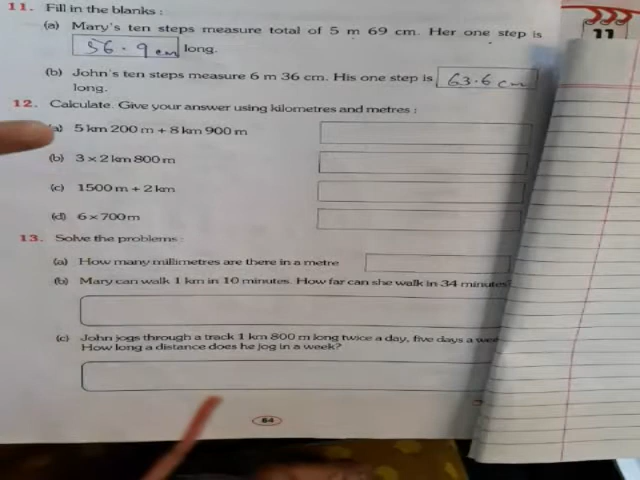 11. Fill in the blanks :
(a) Mary's ten steps measure total of 5 m 69 cm. Her one step is
56.9 cm long.
(b) John's ten steps measure 6 m 36 cm. His one step is 63.6 cm
long.
12. Calculate. Give your answer using kilometres and metres :
a) 5 km 200 m + 8 km 900 m
(b) 3 × 2 km 800 m
(c) 1500 m + 2 km
(d) 6 × 700 m
13. Solve the problems :
(a) How many millimetres are there in a metre
(b) Mary can walk 1 km in 10 minutes. How far can she walk in 34 minutes
(c) John jogs through a track 1 km 800 m long twice a day, five days a
How long a distance does he jog in a week?
64
11